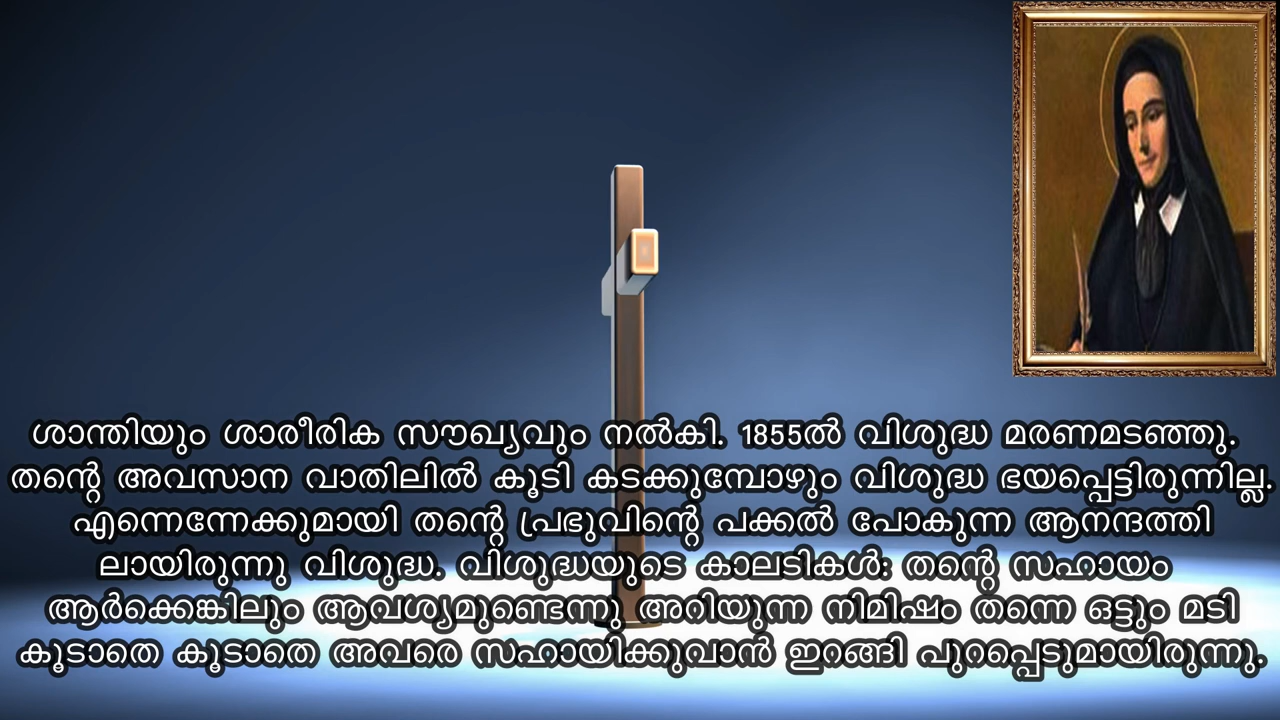 ശാന്തിയും ശാരീരിക സൗഖ്യവും നൽകി. 1855ൽ വിശുദ്ധ മരണമടഞ്ഞു.
തന്റെ അവസാന വാതിലിൽ കൂടി കടക്കുമ്പോഴും വിശുദ്ധ ഭയപ്പെട്ടിരുന്നില്ല.
എന്നെന്നേക്കുമായി തന്റെ പ്രഭുവിന്റെ പക്കൽ പോകുന്ന ആനന്ദത്തി
ലായിരുന്നു വിശുദ്ധ. വിശുദ്ധയുടെ കാലടികൾ: തന്റെ സഹായം
ആർക്കെങ്കിലും ആവശ്യമുണ്ടെന്നു അറിയുന്ന നിമിഷം തന്നെ ഒട്ടും മടി
കൂടാതെ കൂടാതെ അവരെ സഹായിക്കുവാൻ ഇറങ്ങി പുറപ്പെടുമായിരുന്നു.